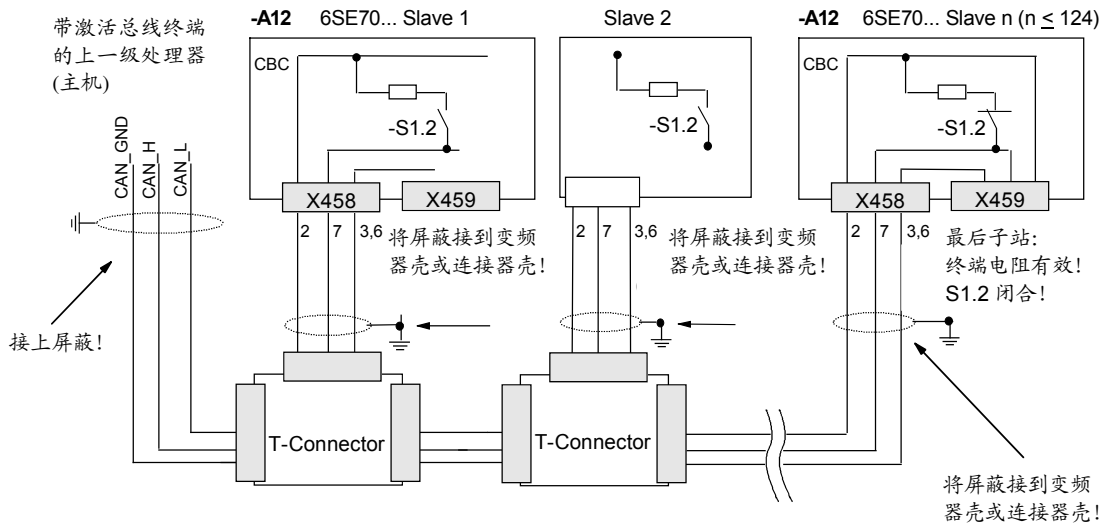 带激活总线终端
的上一级处理器
(主机)
-A12 6SE70... Slave 1
Slave 2
-A12 6SE70... Slave n (n ≤ 124)
CBC
-S1.2
-S1.2
CBC
-S1.2
CAN_GND
CAN_H
CAN_L
X458
X459
X458
X459
2 7 3,6
将屏蔽接到变频
器壳或连接器壳!
2 7 3,6
将屏蔽接到变频
器壳或连接器壳!
2 7 3,6
最后子站:
终端电阻有效!
S1.2 闭合!
接上屏蔽!
T-Connector
T-Connector
将屏蔽接到变频
器壳或连接器壳!